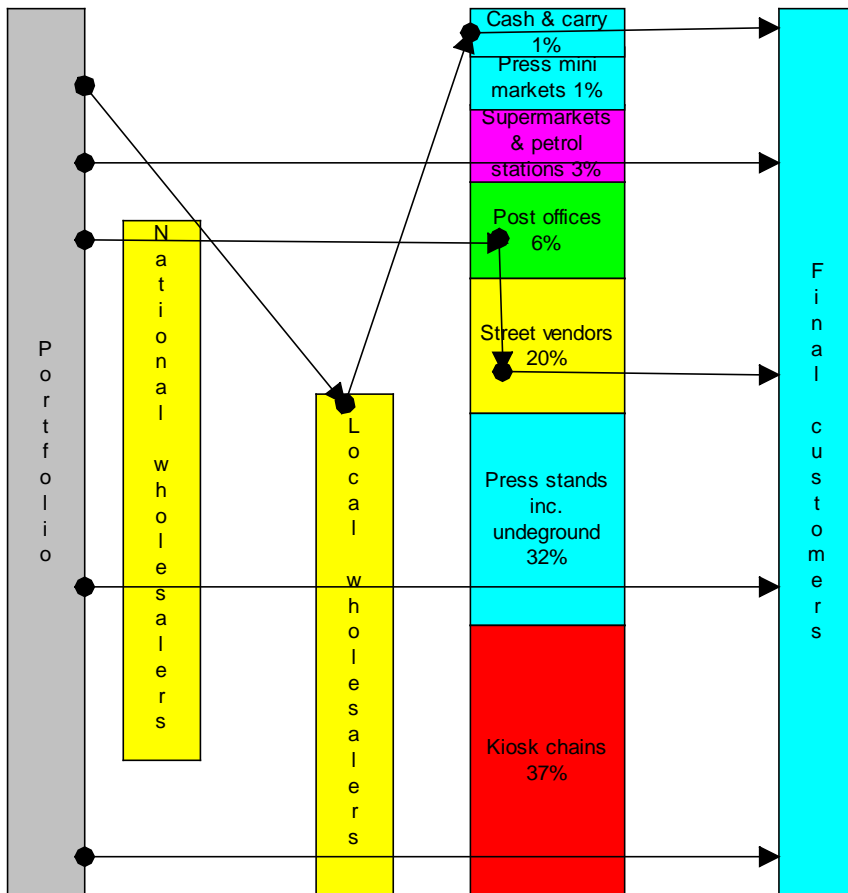 Portfolio
National wholesalers
Local wholesalers
Cash & carry
1%
Press mini
markets 1%
Supermarkets
& petrol
stations 3%
Post offices
6%
Street vendors
20%
Press stands
inc.
undeground
32%
Kiosk chains
37%
Final customers